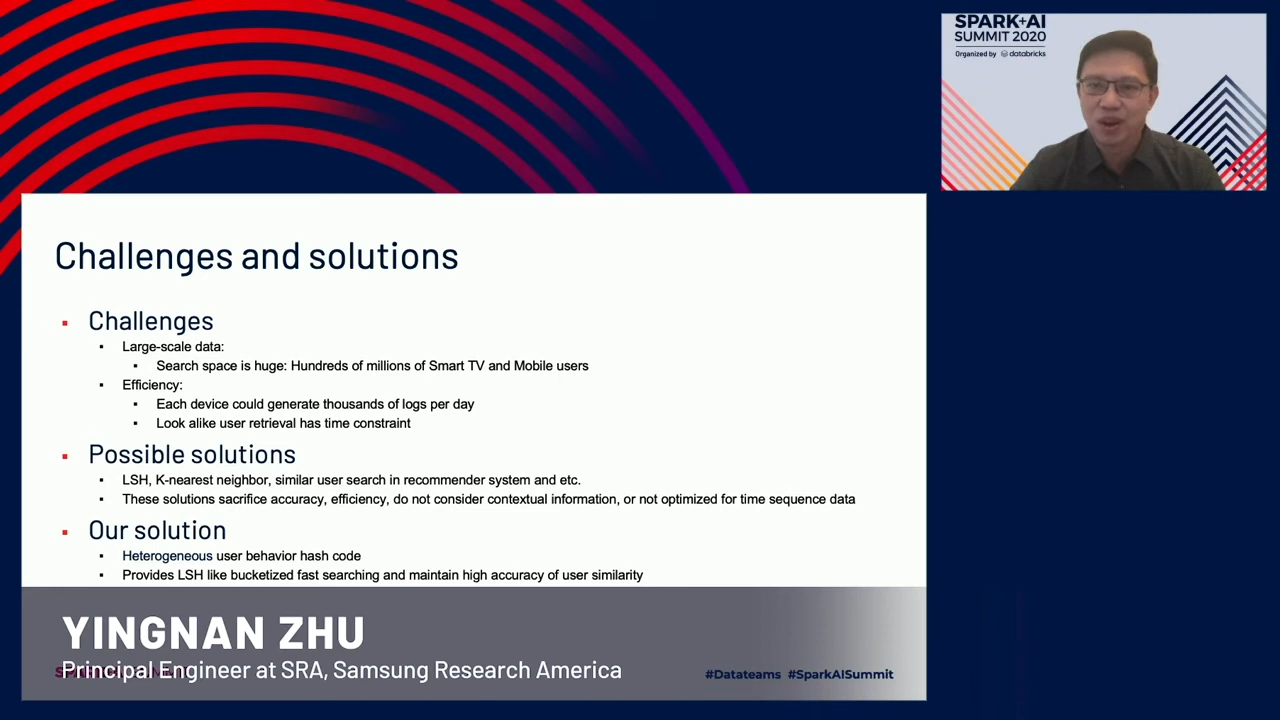 SPARK+AI
SUMMIT 2020
Organized by databricks
Challenges and solutions
▪ Challenges
▪ Large-scale data:
▪ Search space is huge: Hundreds of millions of Smart TV and Mobile users
▪ Efficiency:
▪ Each device could generate thousands of logs per day
▪ Look alike user retrieval has time constraint
▪ Possible solutions
▪ LSH, K-nearest neighbor, similar user search in recommender system and etc.
▪ These solutions sacrifice accuracy, efficiency, do not consider contextual information, or not optimized for time sequence data
▪ Our solution
▪ Heterogeneous user behavior hash code
▪ Provides LSH like bucketized fast searching and maintain high accuracy of user similarity
YINGNAN ZHU
Principal Engineer at SRA, Samsung Research America
#Datateams #SparkAISummit